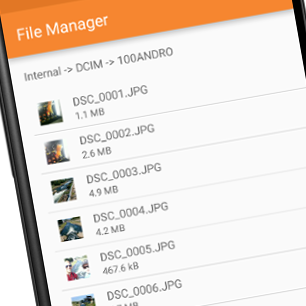 File Manager
Internal -> DCIM -> 100ANDRO
DSC_0001.JPG
1.1 MB
DSC_0002.JPG
2.6 MB
DSC_0003.JPG
4.9 MB
DSC_0004.JPG
4.2 MB
DSC_0005.JPG
467.6 kB
DSC_0006.JPG
MB